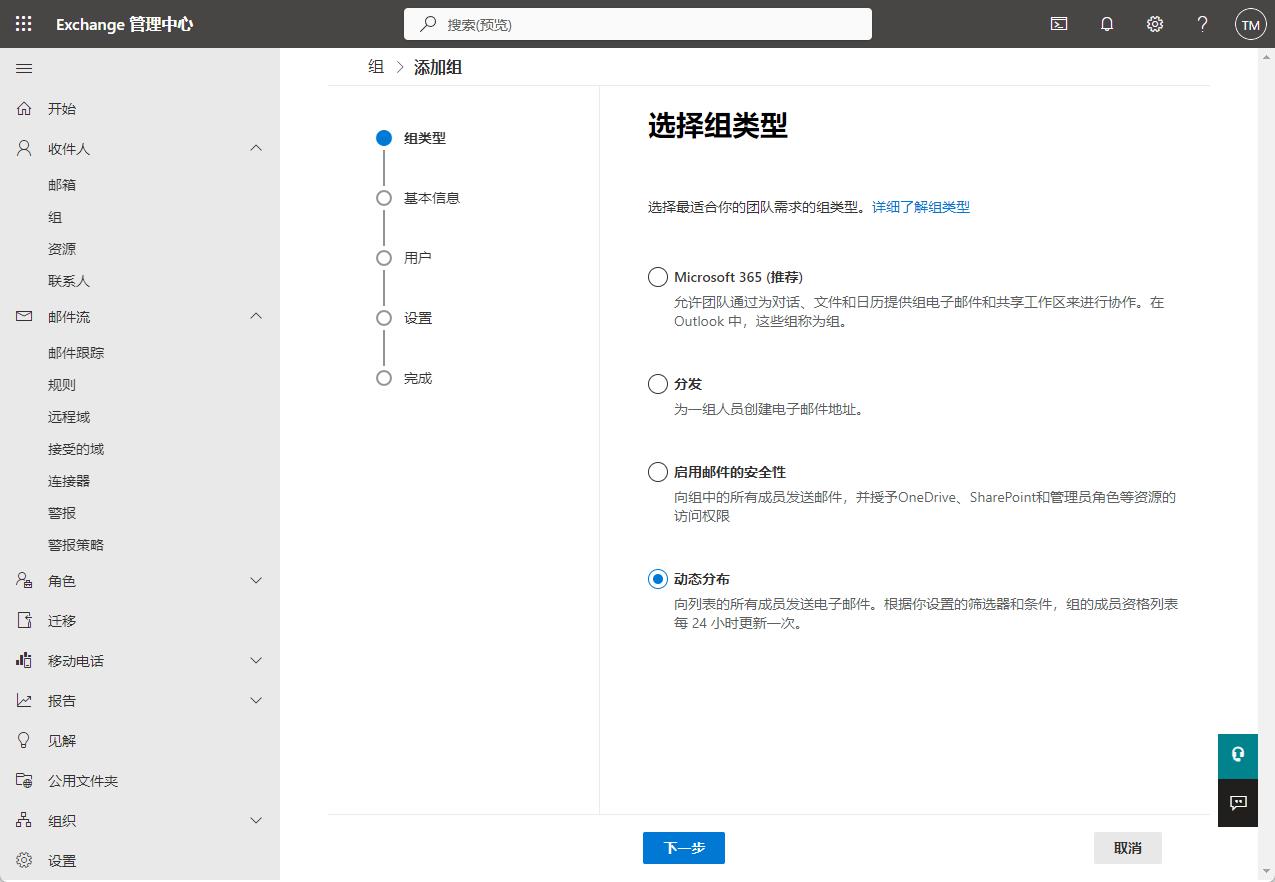 Exchange 管理中心
搜索(预览)
TM
开始
收件人
邮箱
组
资源
联系人
邮件流
邮件跟踪
规则
远程域
接受的域
连接器
警报
警报策略
角色
迁移
移动电话
报告
见解
公用文件夹
组织
设置
组 > 添加组
组类型
基本信息
用户
设置
完成
选择组类型
选择最适合你的团队需求的组类型。详细了解组类型
Microsoft 365 (推荐)
允许团队通过为对话、文件和日历提供组电子邮件和共享工作区来进行协作。在
Outlook 中，这些组称为组。
分发
为一组人员创建电子邮件地址。
启用邮件的安全性
向组中的所有成员发送邮件，并授予OneDrive、SharePoint和管理员角色等资源的
访问权限
动态分布
向列表的所有成员发送电子邮件。根据你设置的筛选器和条件，组的成员资格列表
每 24 小时更新一次。
下一步
取消